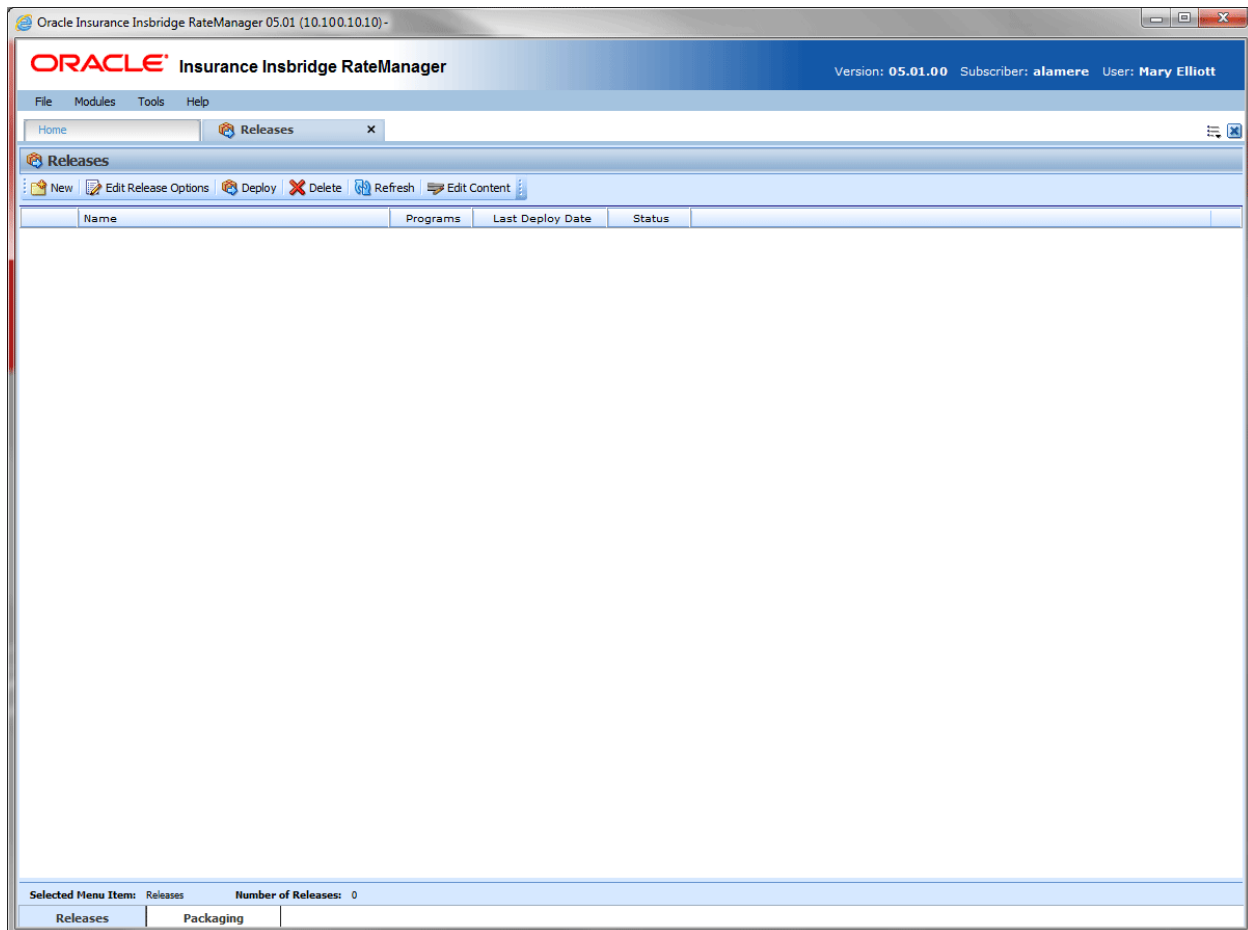 Oracle Insurance Insbridge RateManager 05.01 (10.100.10.10) -
ORACLE® Insurance Insbridge RateManager
Version: 05.01.00 Subscriber: alamere User: Mary Elliott
File Modules Tools Help
Home Releases x
Releases
New Edit Release Options Deploy Delete Refresh Edit Content
Name Programs Last Deploy Date Status
Selected Menu Item: Releases Number of Releases: 0
Releases Packaging